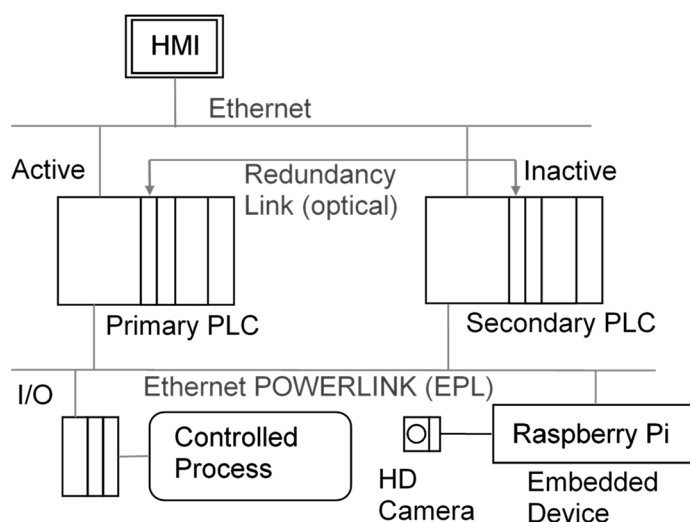 HMI
Ethernet
Active
Redundancy
Link (optical)
Inactive
Primary PLC
Secondary PLC
Ethernet POWERLINK (EPL)
I/O
Controlled
Process
Raspberry Pi
HD
Camera
Embedded
Device